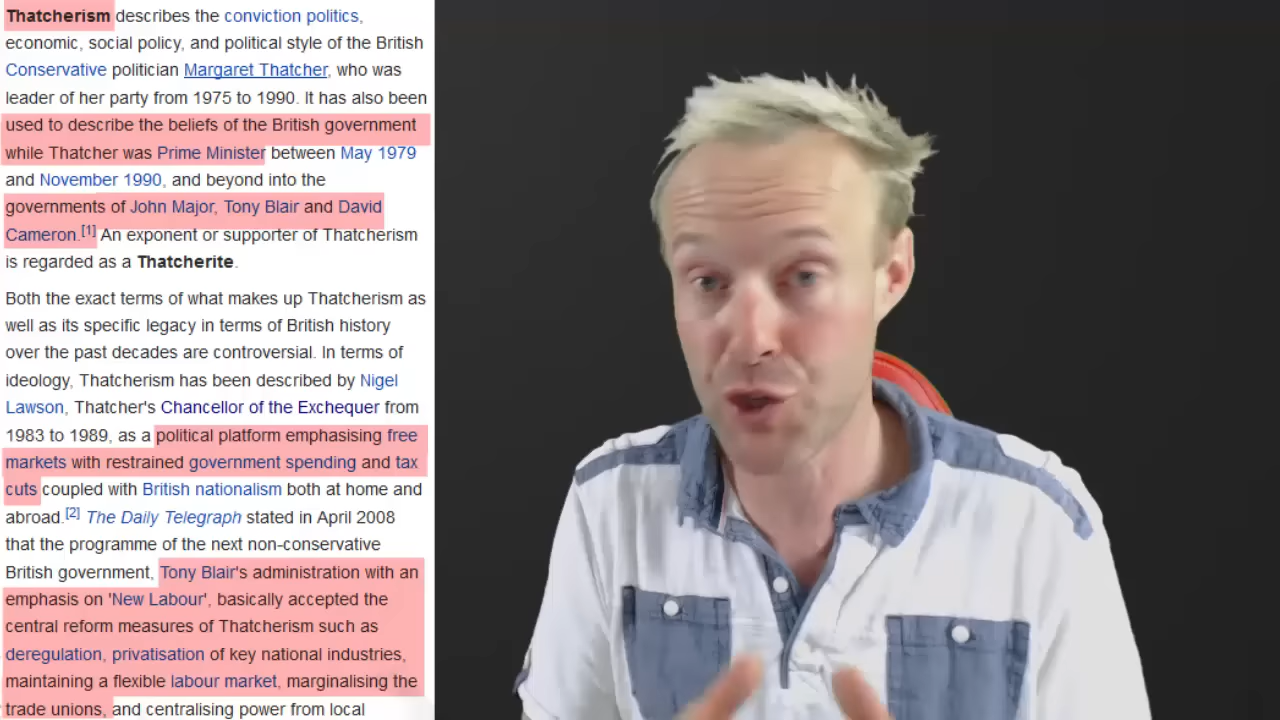 Thatcherism describes the conviction politics,
economic, social policy, and political style of the British
Conservative politician Margaret Thatcher, who was
leader of her party from 1975 to 1990. It has also been
used to describe the beliefs of the British government
while Thatcher was Prime Minister between May 1979
and November 1990, and beyond into the
governments of John Major, Tony Blair and David
Cameron.[1] An exponent or supporter of Thatcherism
is regarded as a Thatcherite.
Both the exact terms of what makes up Thatcherism as
well as its specific legacy in terms of British history
over the past decades are controversial. In terms of
ideology, Thatcherism has been described by Nigel
Lawson, Thatcher's Chancellor of the Exchequer from
1983 to 1989, as a political platform emphasising free
markets with restrained government spending and tax
cuts coupled with British nationalism both at home and
abroad.[2] The Daily Telegraph stated in April 2008
that the programme of the next non-conservative
British government, Tony Blair's administration with an
emphasis on 'New Labour', basically accepted the
central reform measures of Thatcherism such as
deregulation, privatisation of key national industries,
maintaining a flexible labour market, marginalising the
trade unions, and centralising power from local